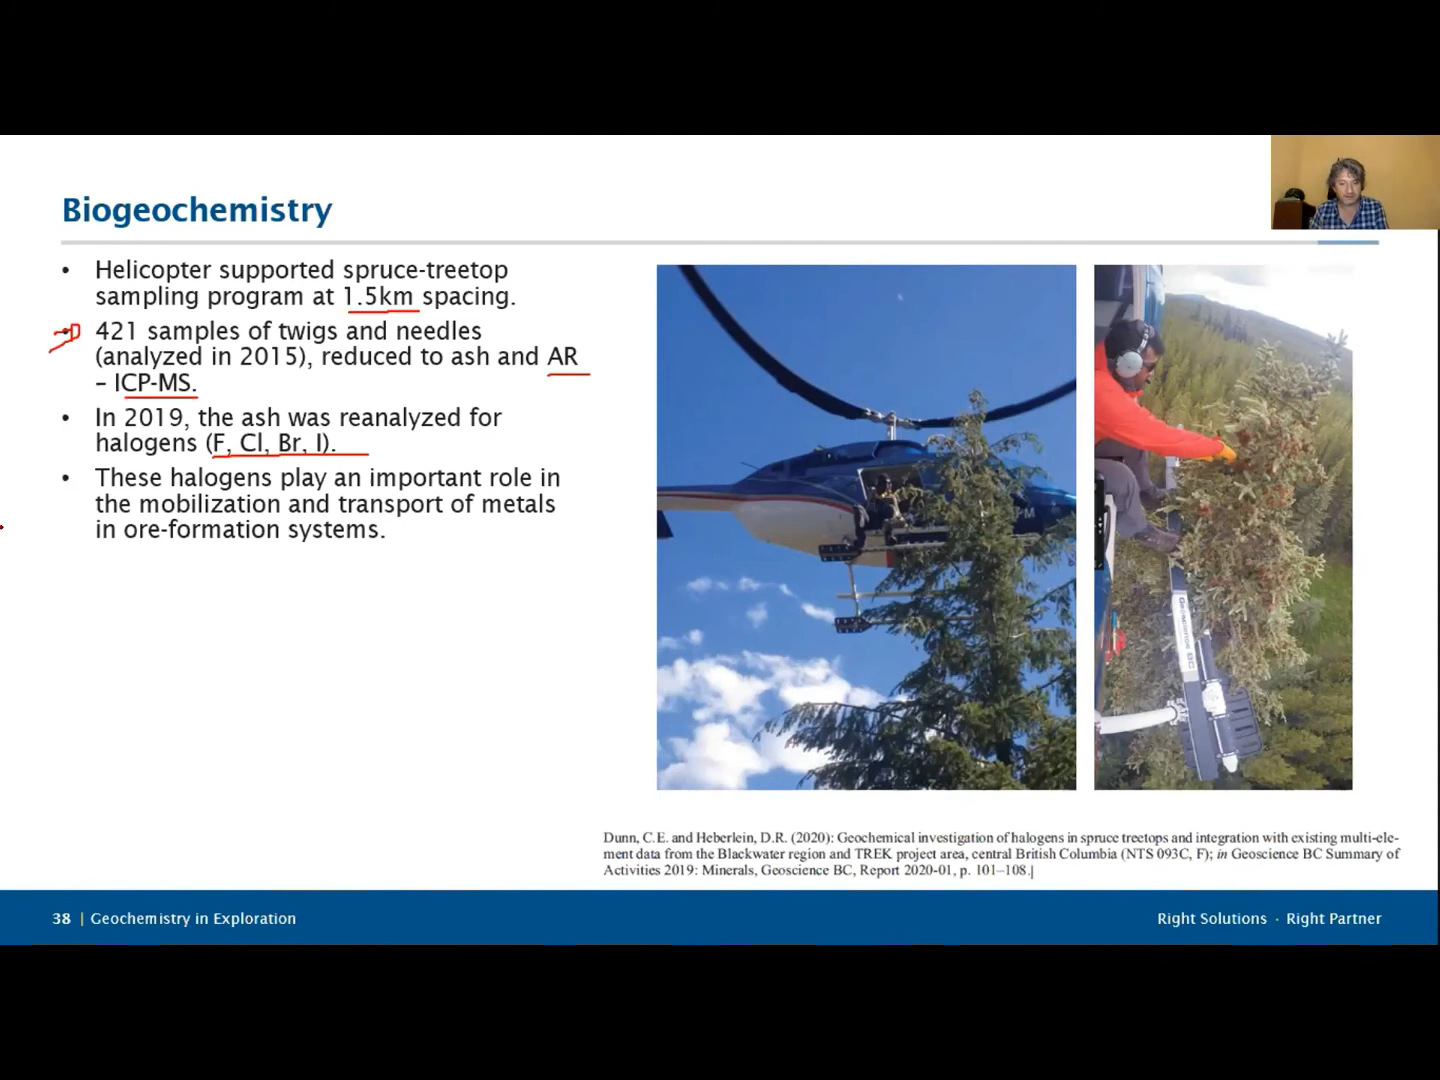 Biogeochemistry
• Helicopter supported spruce-treetop
sampling program at 1.5km spacing.
• 421 samples of twigs and needles
(analyzed in 2015), reduced to ash and AR
– ICP-MS.
• In 2019, the ash was reanalyzed for
halogens (F, Cl, Br, I).
• These halogens play an important role in
the mobilization and transport of metals
in ore-formation systems.
Geoscience BC
Dunn, C.E. and Heberlein, D.R. (2020): Geochemical investigation of halogens in spruce treetops and integration with existing multi-ele-
ment data from the Blackwater region and TREK project area, central British Columbia (NTS 093C, F); in Geoscience BC Summary of
Activities 2019: Minerals, Geoscience BC, Report 2020-01, p. 101–108.
38 | Geochemistry in Exploration
Right Solutions · Right Partner